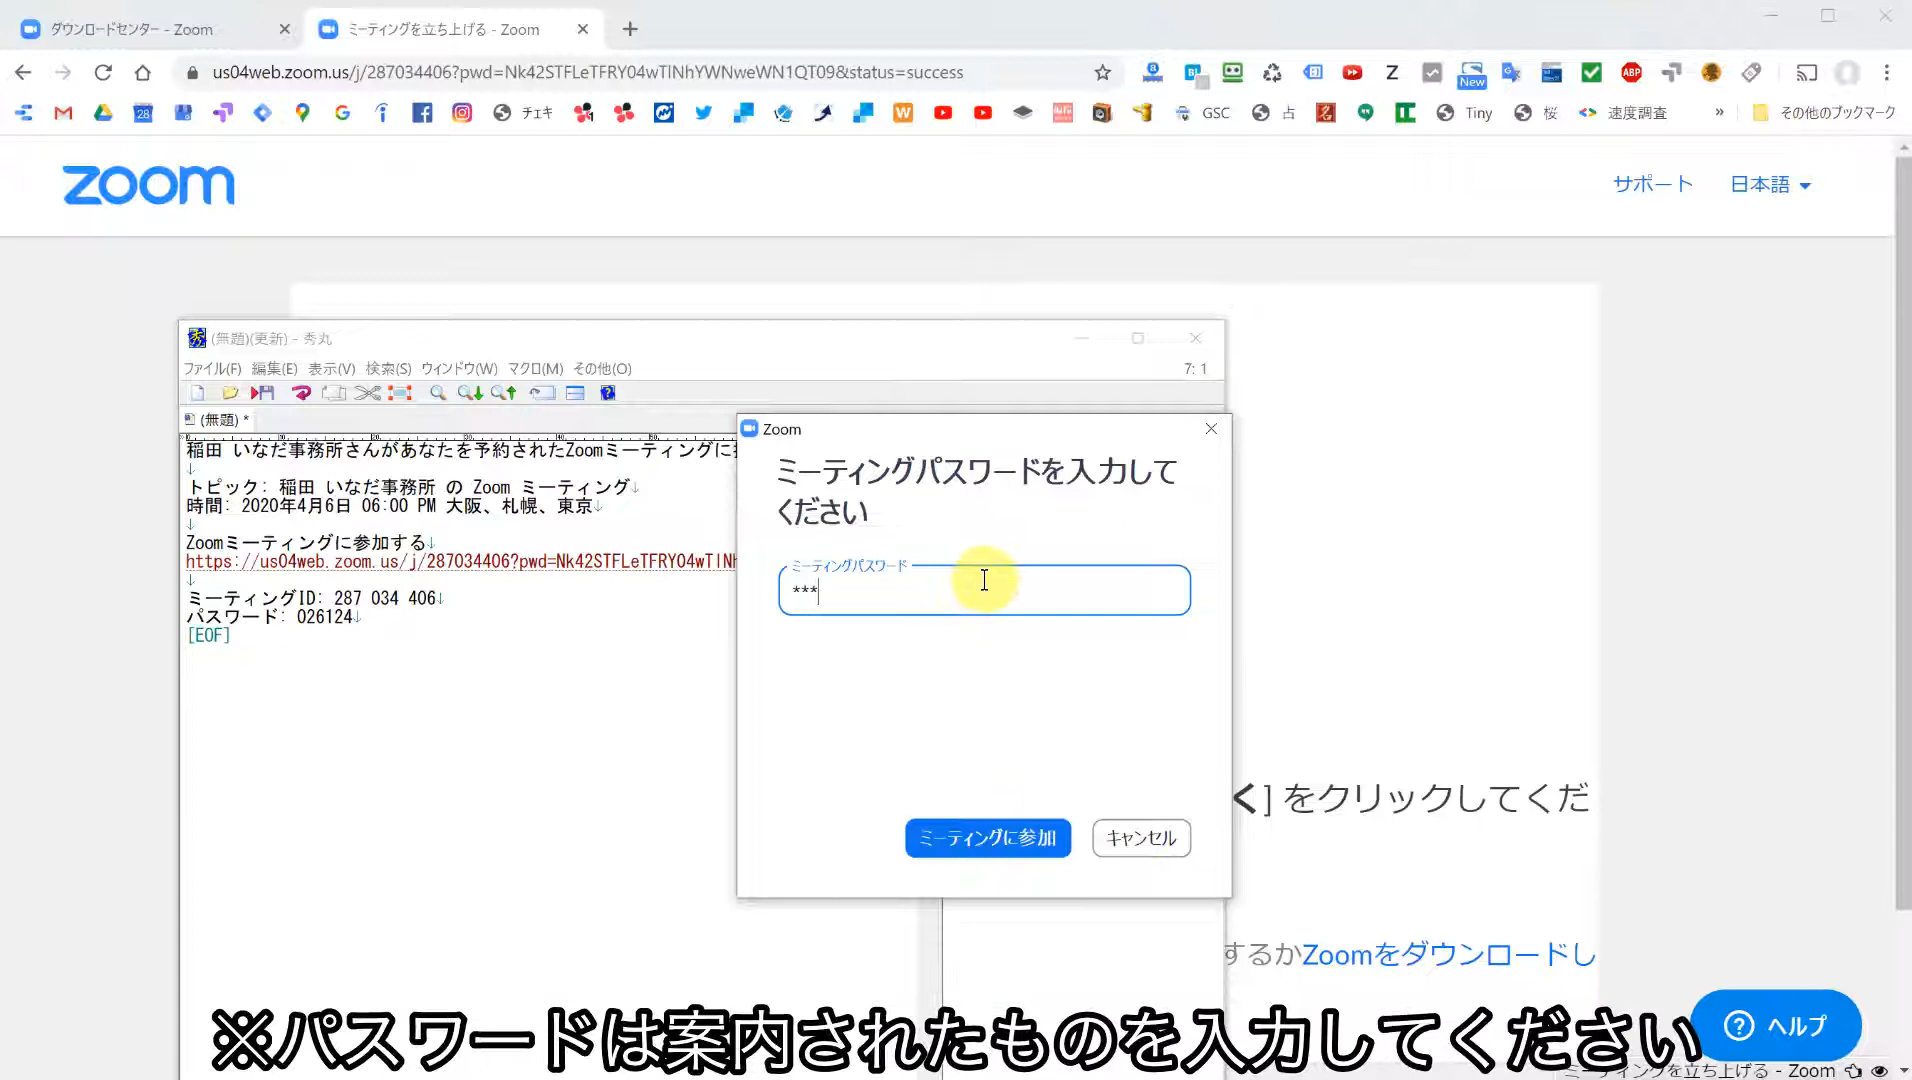 ダウンロードセンター - Zoom
ミーティングを立ち上げる - Zoom
us04web.zoom.us/j/287034406?pwd=Nk42STFLeTFRY04wTlNhYWNweWN1QT09&status=success
New
ABP
28
チェキ
GSC
占
Tiny
桜
速度調査
»
その他のブックマーク
zoom
サポート
日本語
(無題)(更新) - 秀丸
ファイル(F) 編集(E) 表示(V) 検索(S) ウィンドウ(W) マクロ(M) その他(O)
7: 1
(無題) *
稲田 いなだ事務所さんがあなたを予約されたZoomミーティングに
トピック: 稲田 いなだ事務所 の Zoom ミーティング↓
時間: 2020年4月6日 06:00 PM 大阪、札幌、東京↓
↓
Zoomミーティングに参加する↓
https://us04web.zoom.us/j/287034406?pwd=Nk42STFLeTFRY04wTlNh
↓
ミーティングID: 287 034 406↓
パスワード: 026124↓
[EOF]
Zoom
ミーティングパスワードを入力して
ください
ミーティングパスワード
***
ミーティングに参加
キャンセル
く] をクリックしてくだ
するかZoomをダウンロードし
ヘルプ
※パスワードは案内されたものを入力してください
ミーティングを立ち上げる - Zoom